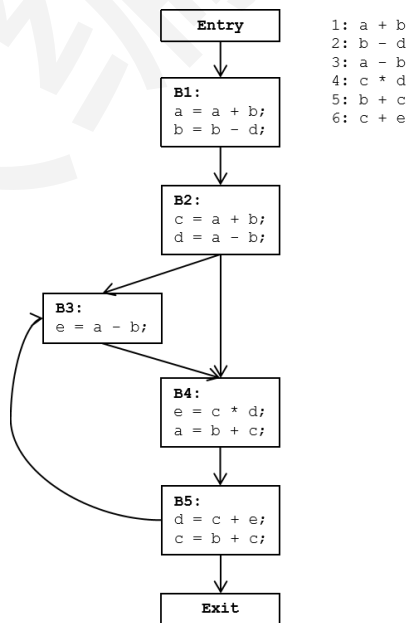 Entry
1: a + b
2: b - d
3: a - b
4: c * d
5: b + c
6: c + e
B1:
a = a + b;
b = b - d;
B2:
c = a + b;
d = a - b;
B3:
e = a - b;
B4:
e = c * d;
a = b + c;
B5:
d = c + e;
c = b + c;
Exit